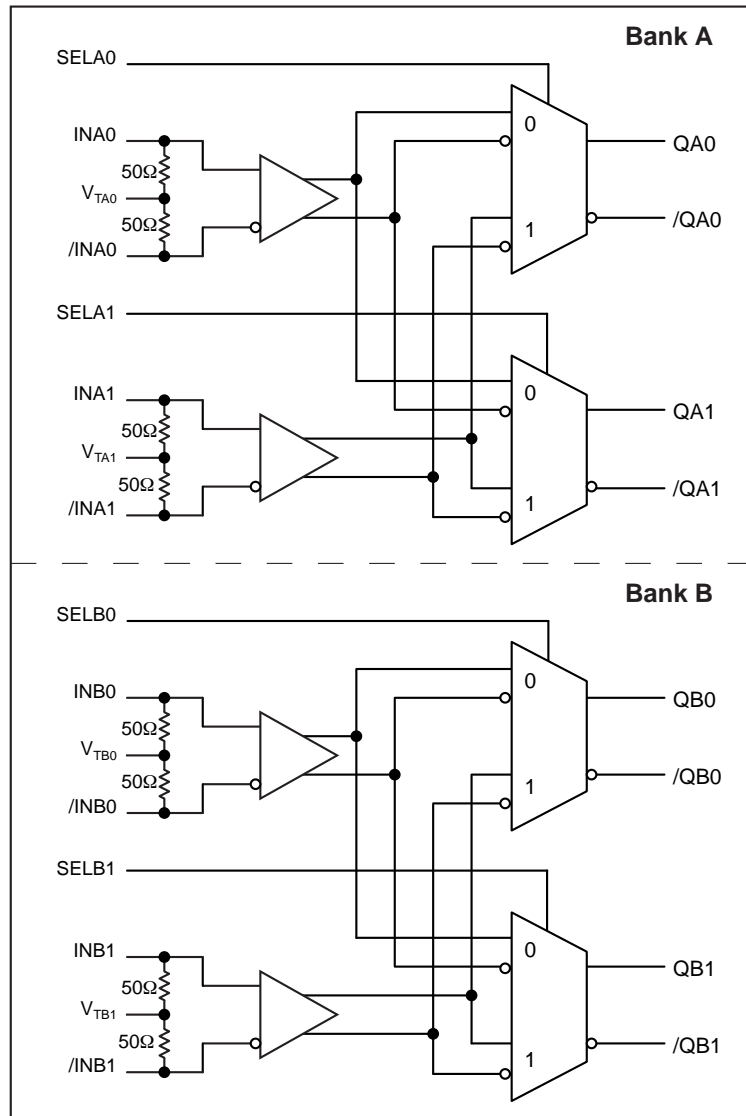 Bank A
SELA0
INA0
0
QA0
50Ω
VTA0
50Ω
1
/QA0
/INA0
SELA1
INA1
0
QA1
50Ω
VTA1
50Ω
/QA1
1
/INA1
Bank B
SELB0
0
INB0
QB0
50Ω
VTB0
50Ω
1
/QB0
/INB0
SELB1
0
INB1
QB1
50Ω
VTB1
50Ω
/QB1
1
/INB1